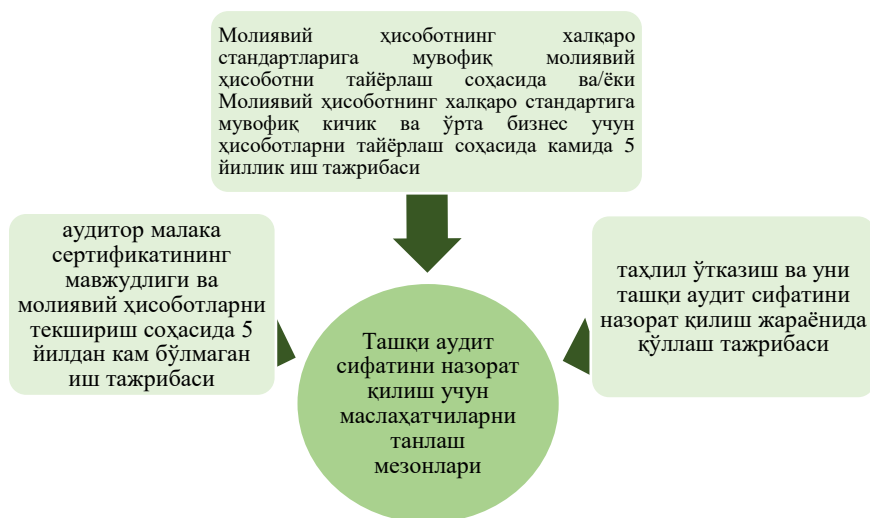 Молиявий ҳисоботнинг халқаро
стандартларига мувофиқ молиявий
ҳисоботни тайёрлаш соҳасида ва/ёки
Молиявий ҳисоботнинг халқаро стандартига
мувофиқ кичик ва ўрта бизнес учун
ҳисоботларни тайёрлаш соҳасида камида 5
йиллик иш тажрибаси
аудитор малака
сертификатининг
мавжудлиги ва
молиявий ҳисоботларни
текшириш соҳасида 5
йилдан кам бўлмаган
иш тажрибаси
Ташқи аудит
сифатини назорат
қилиш учун
маслаҳатчиларни
танлаш
мезонлари
таҳлил ўтказиш ва уни
ташқи аудит сифатини
назорат қилиш жараёнида
қўллаш тажрибаси